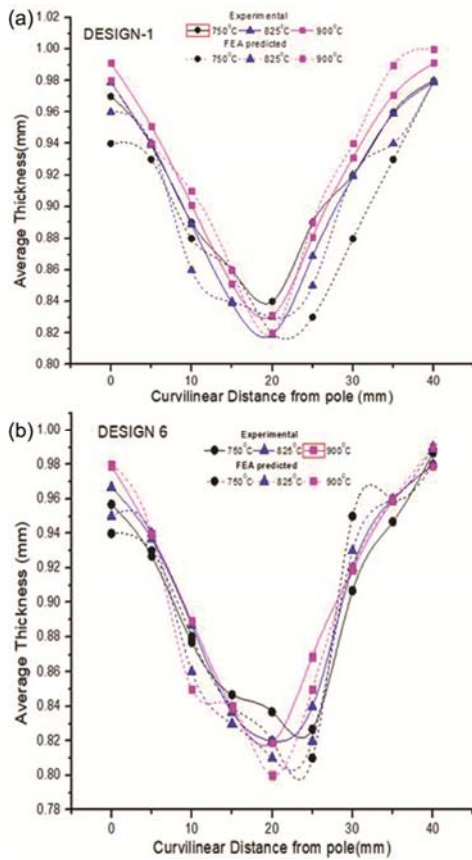 (a)
DESIGN-1
Experimental
750°C 825°C 900°C
FEA predicted
750°C 825°C 900°C
Average Thickness(mm)
1.02
1.00
0.98
0.96
0.94
0.92
0.90
0.88
0.86
0.84
0.82
0.80
0 10 20 30 40
Curvilinear Distance from pole (mm)
(b)
DESIGN 6
Experimental
750°C 825°C 900°C
FEA predicted
750°C 825°C 900°C
Average Thickness (mm)
1.00
0.98
0.96
0.94
0.92
0.90
0.88
0.86
0.84
0.82
0.80
0.78
0 10 20 30 40
Curvilinear Distance from pole(mm)